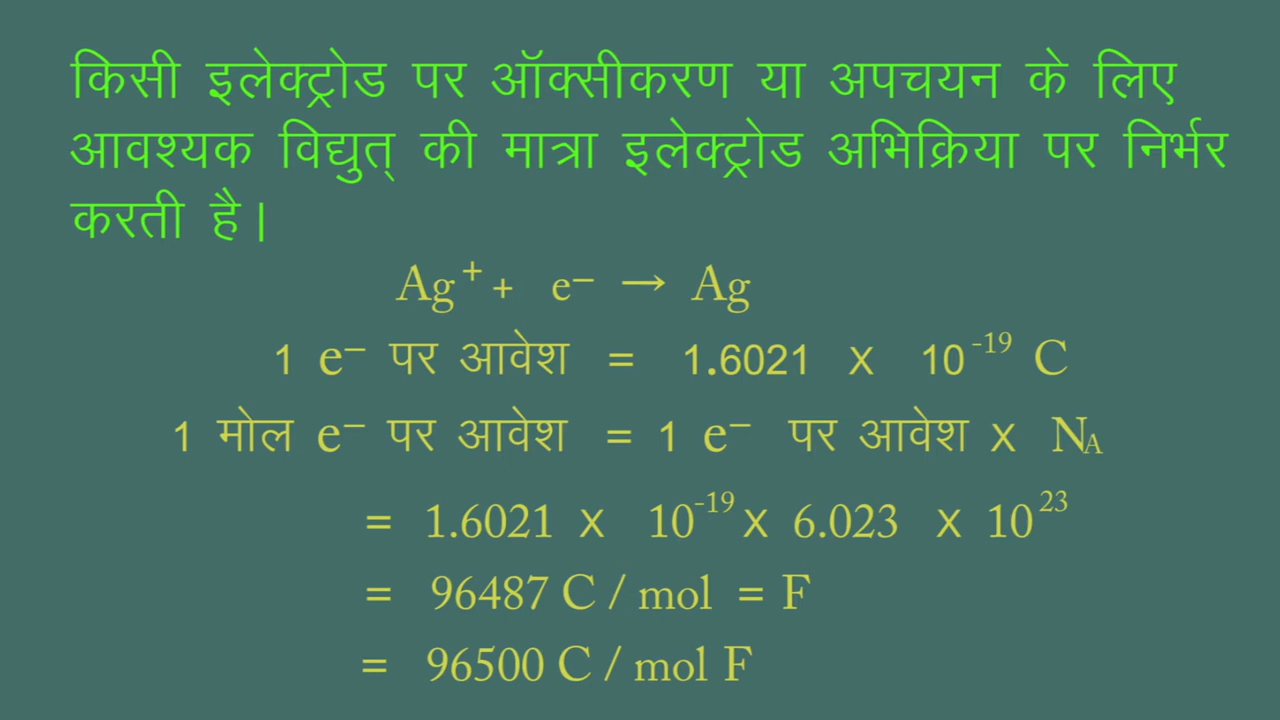 किसी इलेक्ट्रोड पर ऑक्सीकरण या अपचयन के लिए
आवश्यक विद्युत् की मात्रा इलेक्ट्रोड अभिक्रिया पर निर्भर
करती है।
Ag⁺ + e⁻ → Ag
1 e⁻ पर आवेश = 1.6021 X 10⁻¹⁹ C
1 मोल e⁻ पर आवेश = 1 e⁻ पर आवेश X Nᴀ
= 1.6021 X 10⁻¹⁹ X 6.023 X 10²³
= 96487 C / mol = F
= 96500 C / mol F